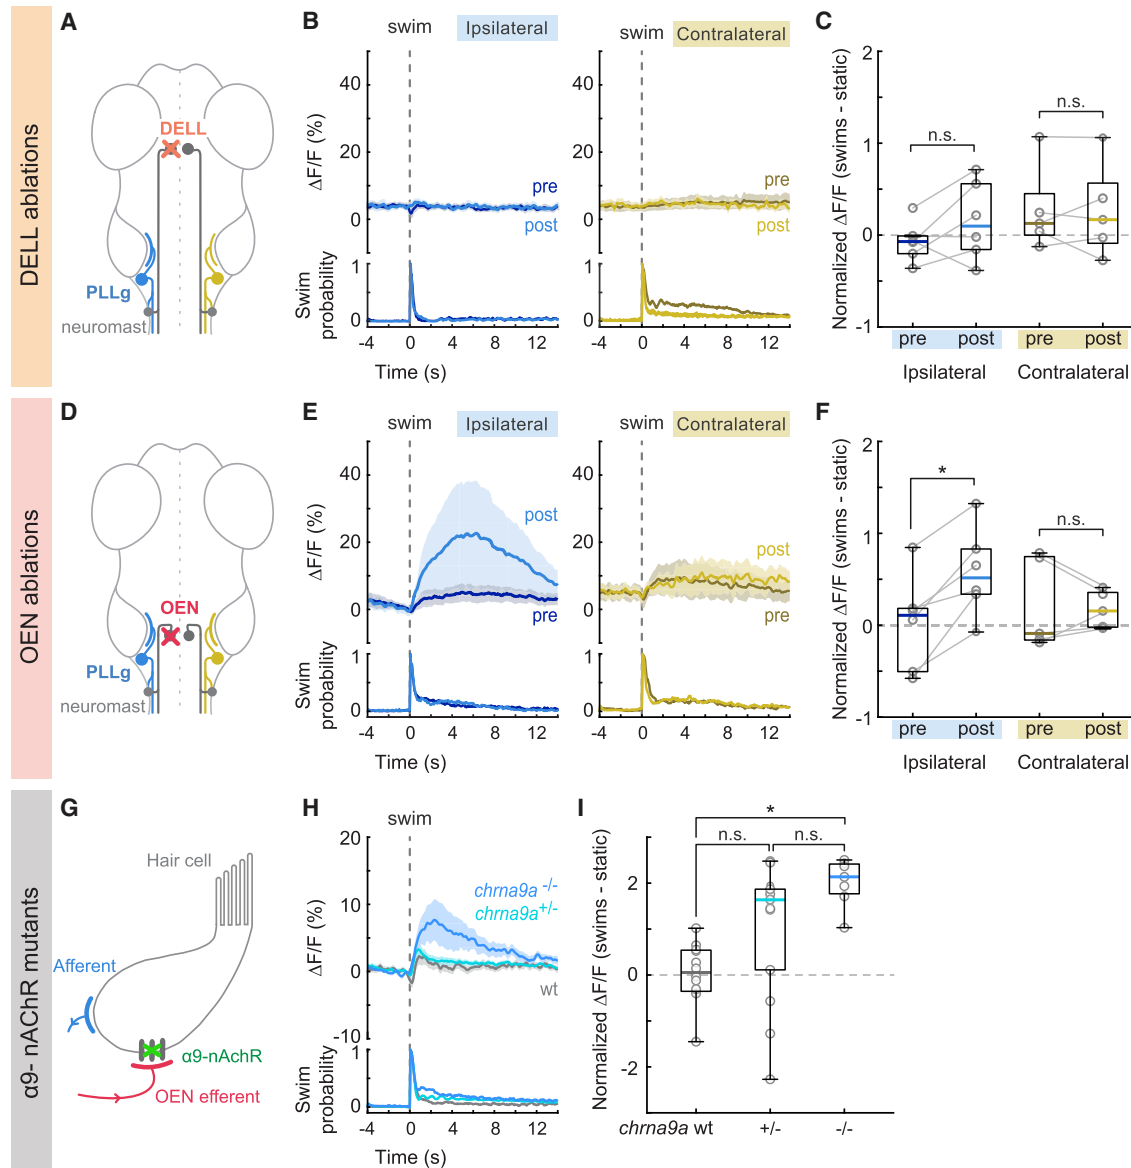 DELL ablations
A
DELL
PLLg
neuromast
B
swim
Ipsilateral
swim
Contralateral
ΔF/F (%)
40
20
0
pre
post
40
20
0
pre
post
Swim
probability
1
0
-4 0 4 8 12
Time (s)
1
0
-4 0 4 8 12
C
Normalized ΔF/F (swims - static)
2
1
0
-1
n.s.
n.s.
pre post pre post
Ipsilateral Contralateral
OEN ablations
D
OEN
PLLg
neuromast
E
swim
Ipsilateral
swim
Contralateral
ΔF/F (%)
40
20
0
post
pre
40
20
0
post
pre
Swim
probability
1
0
-4 0 4 8 12
Time (s)
1
0
-4 0 4 8 12
F
Normalized ΔF/F (swims - static)
2
1
0
-1
*
n.s.
pre post pre post
Ipsilateral Contralateral
α9- nAChR mutants
G
Hair cell
Afferent
α9-nAchR
OEN efferent
H
swim
ΔF/F (%)
20
10
0
-10
chrna9a -/-
chrna9a+/-
wt
Swim
probability
1
0
-4 0 4 8 12
Time (s)
I
Normalized ΔF/F (swims - static)
2
0
-2
*
n.s.
n.s.
chrna9a wt +/- -/-